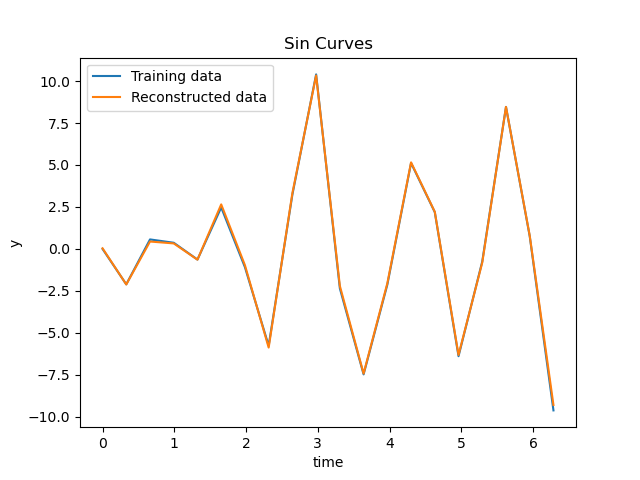 Sin Curves
Training data
Reconstructed data
10.0
7.5
5.0
2.5
0.0
−2.5
−5.0
−7.5
−10.0
y
0 1 2 3 4 5 6
time